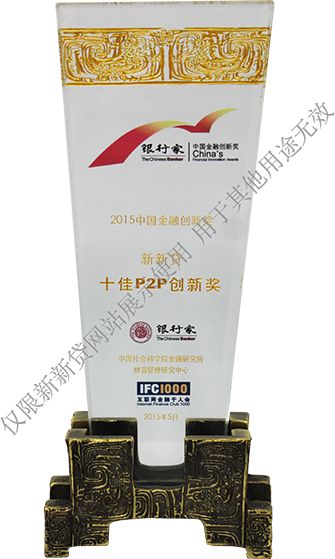 银行家
The Chinese Banker
中国金融创新奖
China's
Financial Innovation Awards
2015中国金融创新奖
新新贷
十佳P2P创新奖
银行家
The Chinese Banker
中国社会科学院金融研究所
财富管理研究中心
IFC1000
互联网金融千人会
Internet Finance Club-1000
2015年5月
仅限新新贷网站展示使用 用于其他用途无效